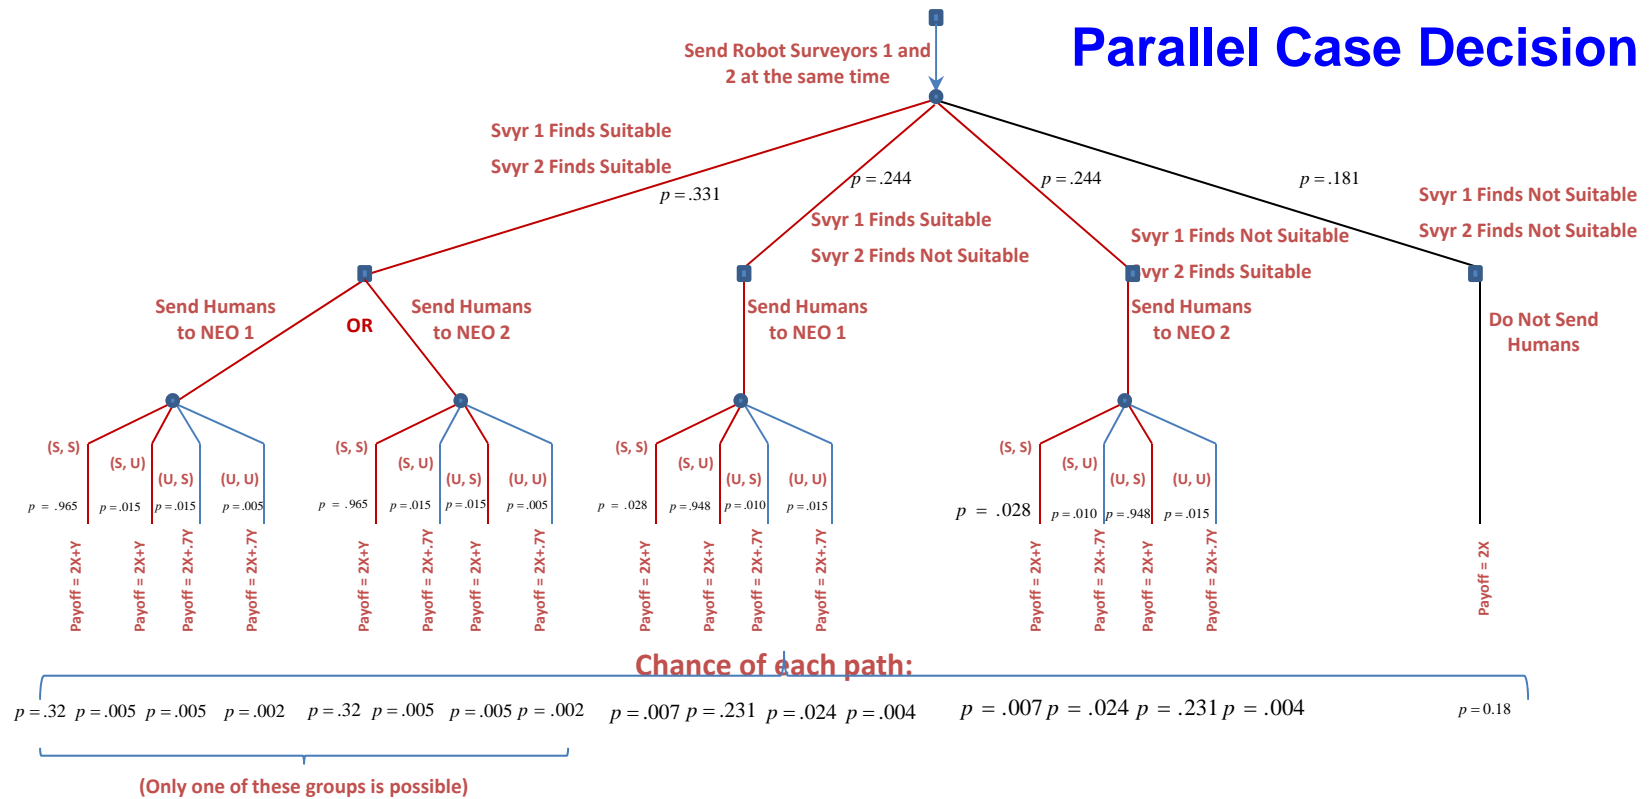 Parallel Case Decision
Send Robot Surveyors 1 and
2 at the same time
Svyr 1 Finds Suitable
Svyr 2 Finds Suitable
p = .331
p = .244
Svyr 1 Finds Suitable
Svyr 2 Finds Not Suitable
p = .244
Svyr 1 Finds Not Suitable
Svyr 2 Finds Suitable
p = .181
Svyr 1 Finds Not Suitable
Svyr 2 Finds Not Suitable
Send Humans
to NEO 1
OR
Send Humans
to NEO 2
Send Humans
to NEO 1
Send Humans
to NEO 2
Do Not Send
Humans
(S, S) (S, U) (U, S) (U, U)
(S, S) (S, U) (U, S) (U, U)
(S, S) (S, U) (U, S) (U, U)
(S, S) (S, U) (U, S) (U, U)
p = .965 p = .015 p = .015 p = .005
p = .965 p = .015 p = .015 p = .005
p = .028 p = .948 p = .010 p = .015
p = .028 p = .010 p = .948 p = .015
Payoff = 2X+Y
Payoff = 2X+Y
Payoff = 2X+.7Y
Payoff = 2X+.7Y
Payoff = 2X+Y
Payoff = 2X+.7Y
Payoff = 2X+Y
Payoff = 2X+.7Y
Payoff = 2X+Y
Payoff = 2X+Y
Payoff = 2X+.7Y
Payoff = 2X+.7Y
Payoff = 2X+Y
Payoff = 2X+.7Y
Payoff = 2X+Y
Payoff = 2X+.7Y
Payoff = 2X
Chance of each path:
p = .32 p = .005 p = .005 p = .002 p = .32 p = .005 p = .005 p = .002 p = .007 p = .231 p = .024 p = .004 p = .007 p = .024 p = .231 p = .004 p = 0.18
(Only one of these groups is possible)